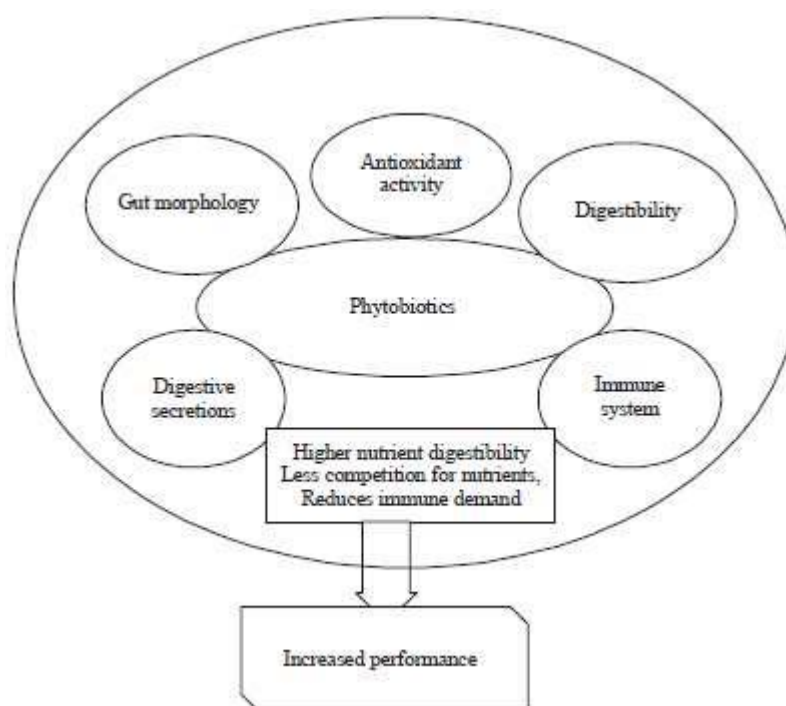 Antioxidant
activity
Gut morphology
Digestibility
Phytobiotics
Digestive
secretions
Immune
system
Higher nutrient digestibility
Less competition for nutrients,
Reduces immune demand
Increased performance